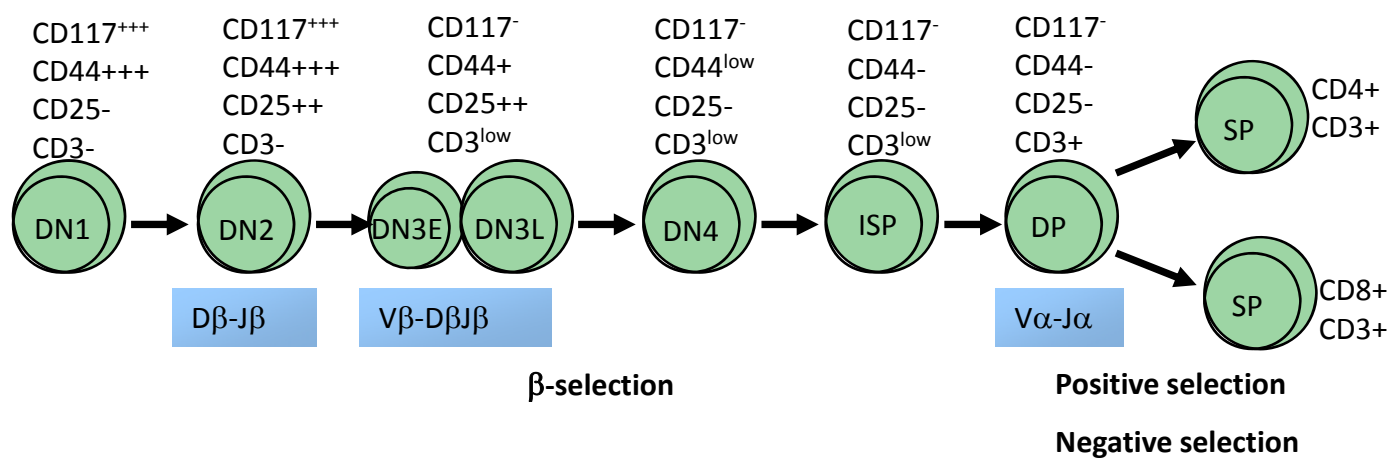 CD117⁺⁺⁺
CD44+++
CD25-
CD3-
CD117⁺⁺⁺
CD44+++
CD25++
CD3-
CD117⁻
CD44+
CD25++
CD3ˡᵒʷ
CD117⁻
CD44ˡᵒʷ
CD25-
CD3ˡᵒʷ
CD117⁻
CD44-
CD25-
CD3ˡᵒʷ
CD117⁻
CD44-
CD25-
CD3+
DN1
DN2
DN3E
DN3L
DN4
ISP
DP
SP
CD4+
CD3+
SP
CD8+
CD3+
Dβ-Jβ
Vβ-DβJβ
Vα-Jα
β-selection
Positive selection
Negative selection